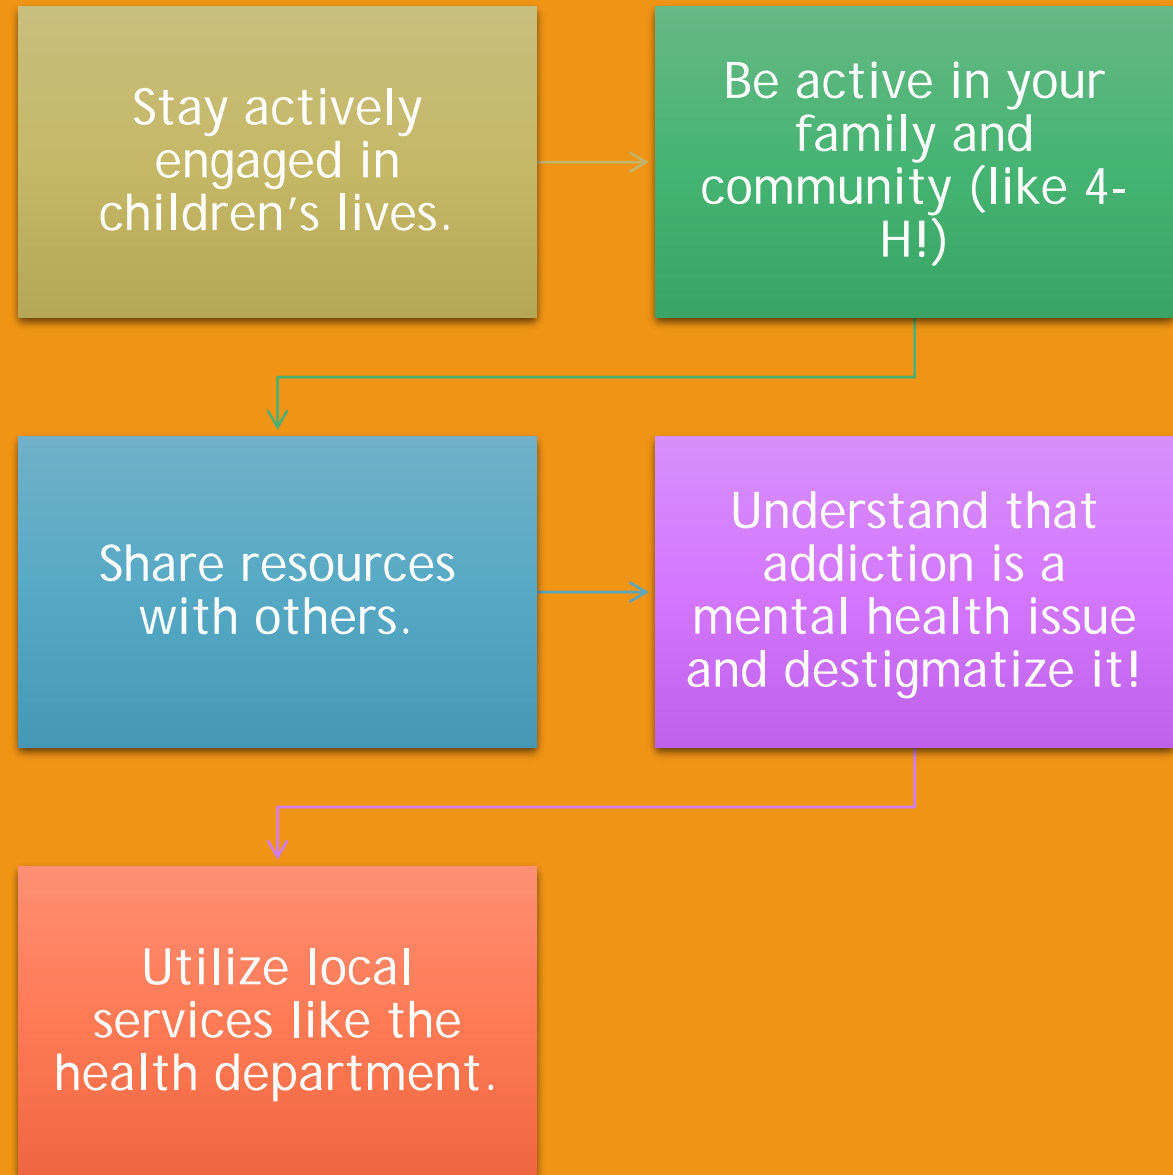 Stay actively
engaged in
children's lives.
Be active in your
family and
community (like 4-
H!)
Share resources
with others.
Understand that
addiction is a
mental health issue
and destigmatize it!
Utilize local
services like the
health department.